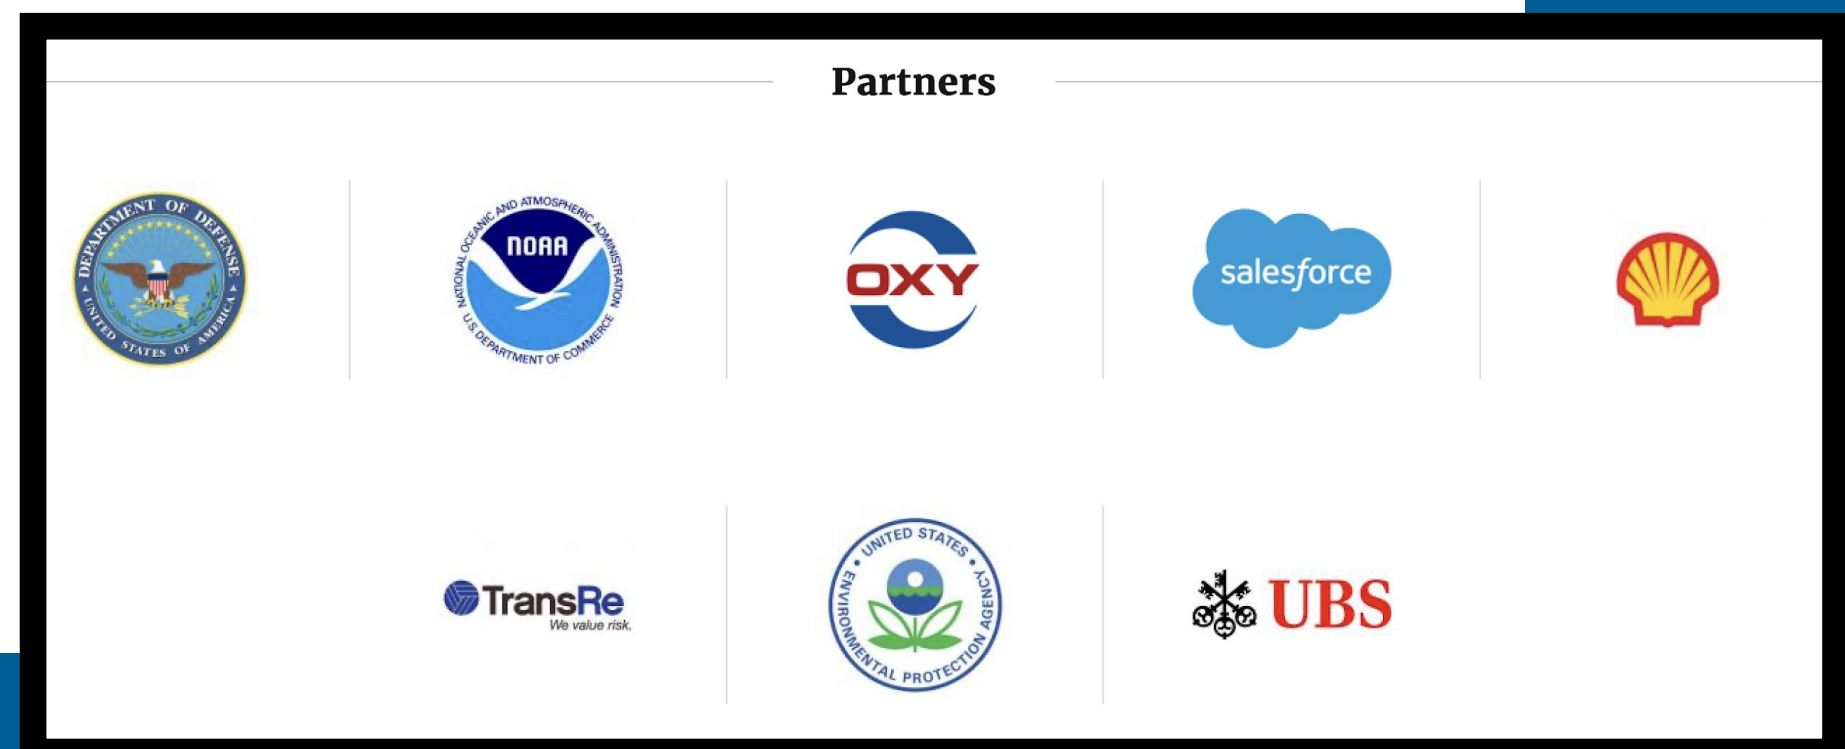 Partners
DEPARTMENT OF DEFENSE
UNITED STATES OF AMERICA
NATIONAL OCEANIC AND ATMOSPHERIC ADMINISTRATION
NOAA
U.S. DEPARTMENT OF COMMERCE
OXY
salesforce
TransRe
We value risk.
UNITED STATES
ENVIRONMENTAL PROTECTION AGENCY
UBS